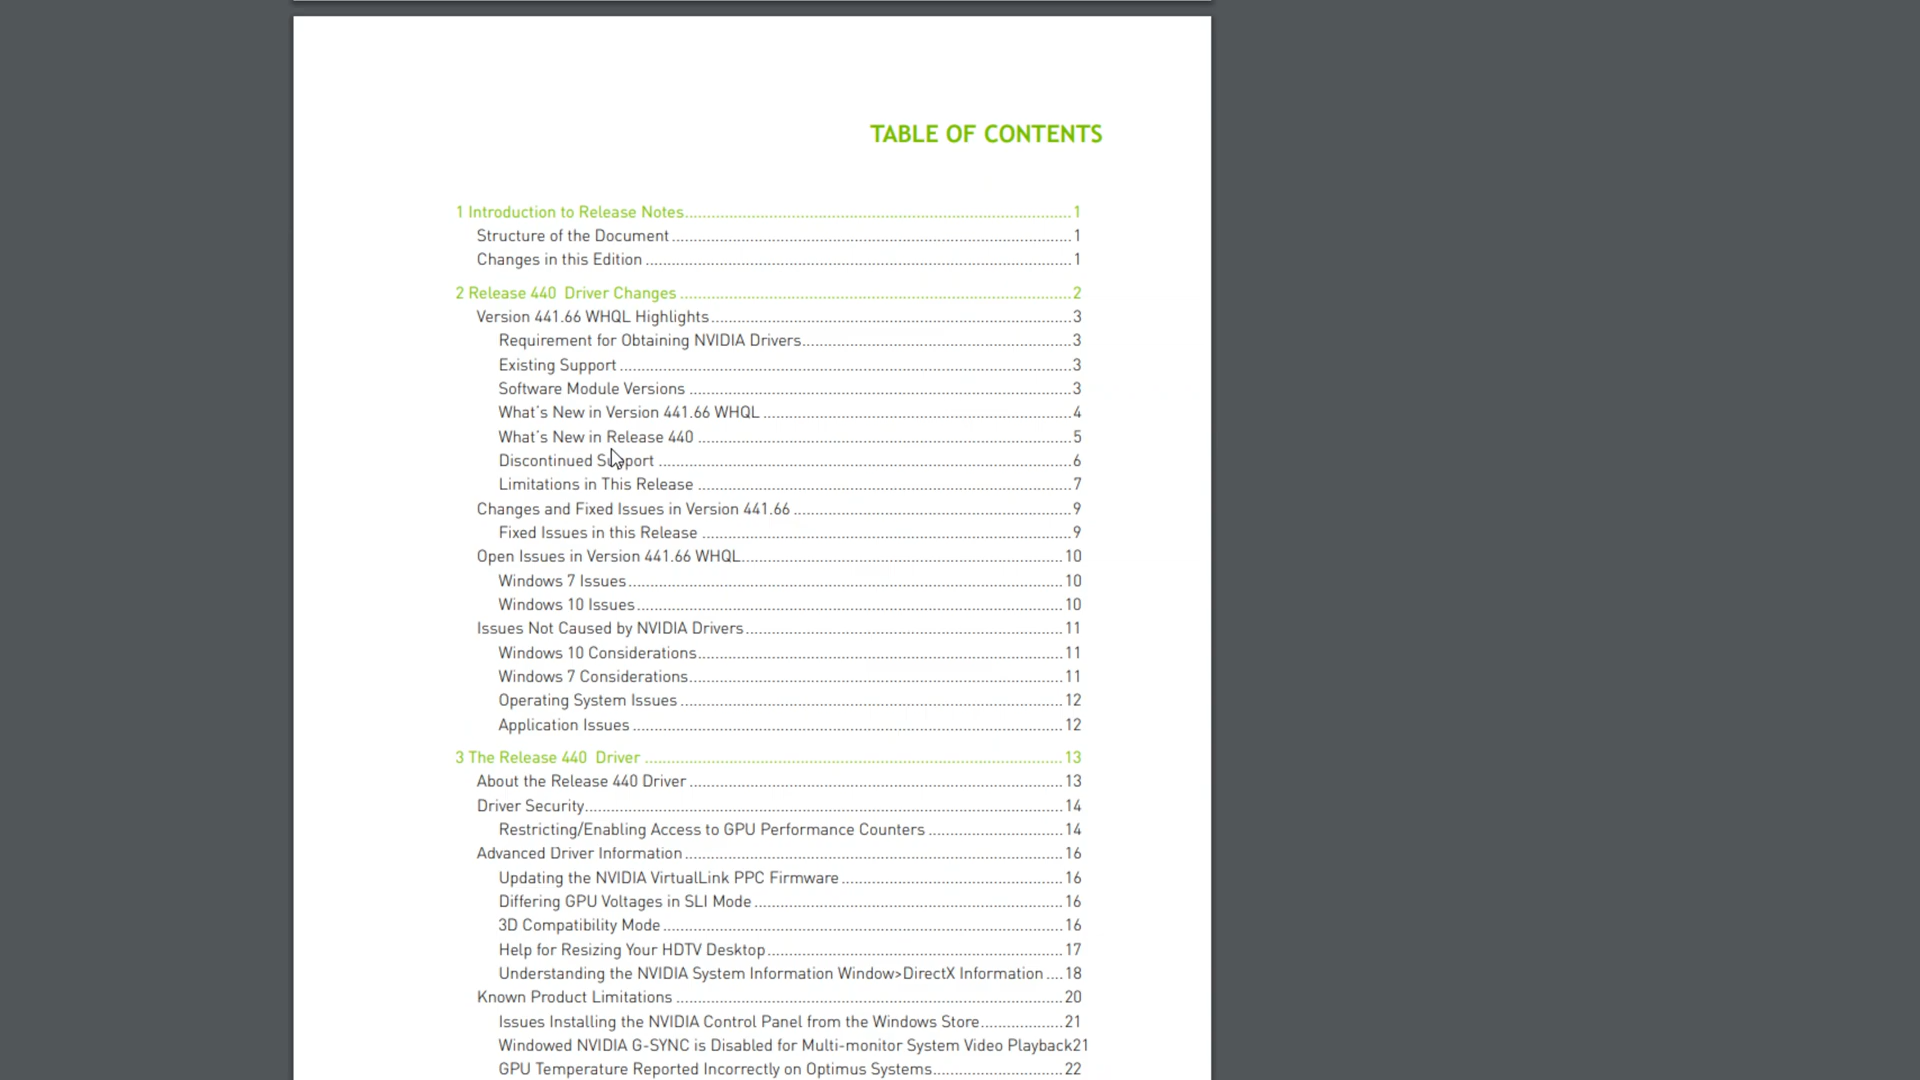 TABLE OF CONTENTS
1 Introduction to Release Notes..........1
Structure of the Document..........1
Changes in this Edition..........1
2 Release 440 Driver Changes..........2
Version 441.66 WHQL Highlights..........3
Requirement for Obtaining NVIDIA Drivers..........3
Existing Support..........3
Software Module Versions..........3
What's New in Version 441.66 WHQL..........4
What's New in Release 440..........5
Discontinued Support..........6
Limitations in This Release..........7
Changes and Fixed Issues in Version 441.66..........9
Fixed Issues in this Release..........9
Open Issues in Version 441.66 WHQL..........10
Windows 7 Issues..........10
Windows 10 Issues..........10
Issues Not Caused by NVIDIA Drivers..........11
Windows 10 Considerations..........11
Windows 7 Considerations..........11
Operating System Issues..........12
Application Issues..........12
3 The Release 440 Driver..........13
About the Release 440 Driver..........13
Driver Security..........14
Restricting/Enabling Access to GPU Performance Counters..........14
Advanced Driver Information..........16
Updating the NVIDIA VirtualLink PPC Firmware..........16
Differing GPU Voltages in SLI Mode..........16
3D Compatibility Mode..........16
Help for Resizing Your HDTV Desktop..........17
Understanding the NVIDIA System Information Window>DirectX Information....18
Known Product Limitations..........20
Issues Installing the NVIDIA Control Panel from the Windows Store..........21
Windowed NVIDIA G-SYNC is Disabled for Multi-monitor System Video Playback21
GPU Temperature Reported Incorrectly on Optimus Systems..........22